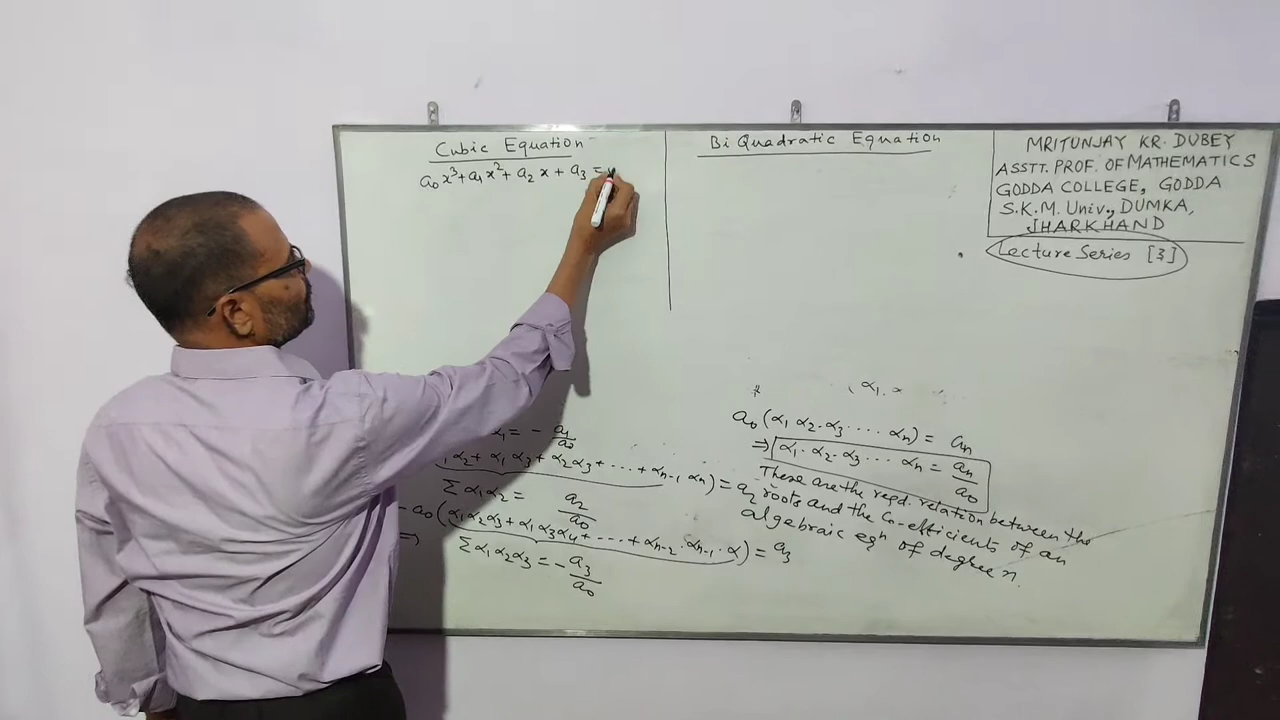 Cubic Equation
a₀x³+a₁x²+a₂x+a₃=
Bi Quadratic Equation
MRITUNJAY KR. DUBEY
ASSTT. PROF. OF MATHEMATICS
GODDA COLLEGE, GODDA
S.K.M. Univ., DUMKA,
JHARKHAND
Lecture Series [3]
α₁ = - a₁/a₀
α₂ + α₁α₃ + α₂α₃ + ⋯ + αₙ₋₁ αₙ) = a₂
Σα₁α₂ = a₂/a₀
- a₀(α₁α₂α₃ + α₁α₃α₄ + ⋯ + αₙ₋₂·αₙ₋₁·α) = a₃
⇒ Σα₁α₂α₃ = - a₃/a₀
a₀(α₁ α₂·α₃ ⋯⋅ αₙ) = aₙ
⇒ α₁·α₂·α₃ ⋯⋅ αₙ = aₙ/a₀
These are the reqd. relation between the
roots and the Co-efficients of an
algebraic eqⁿ of degree n.